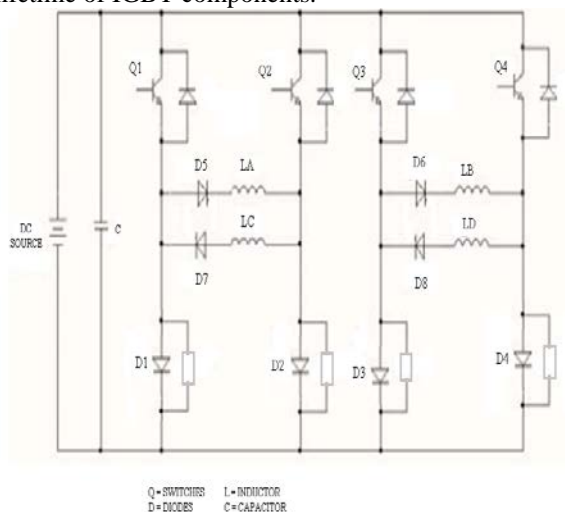 lifetime of IGBT components.
Q1
Q2
Q3
Q4
D5
LA
D6
LB
LC
LD
DC
SOURCE
C
D7
D8
D1
D2
D3
D4
Q=SWITCHES L=INDUCTOR
D=DIODES C=CAPACITOR